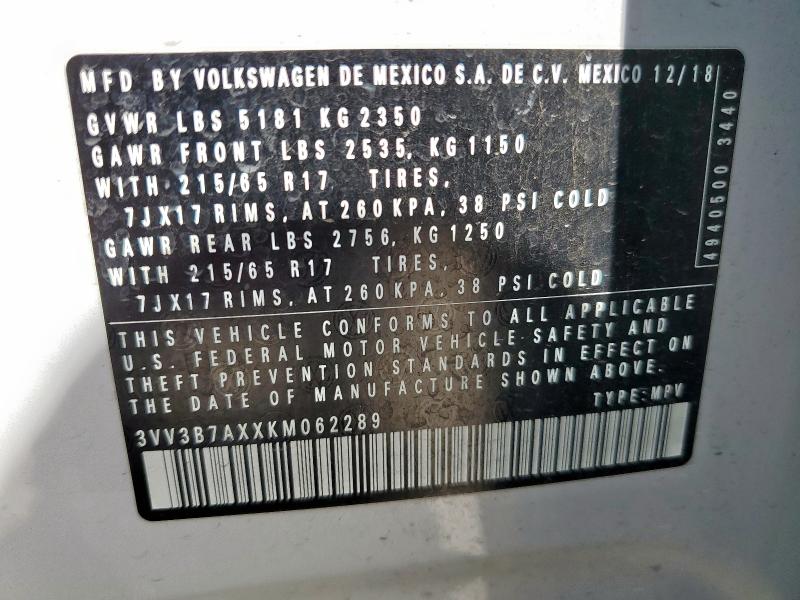 MFD BY VOLKSWAGEN DE MEXICO S.A. DE C.V. MEXICO 12/18
GVWR LBS 5181 KG 2350
GAWR FRONT LBS 2535, KG 1150
WITH 215/65 R17 TIRES,
7JX17 RIMS, AT 260 KPA, 38 PSI COLD
GAWR REAR LBS 2756, KG 1250
WITH 215/65 R17 TIRES,
7JX17 RIMS, AT 260 KPA, 38 PSI COLD
4940500 3440
THIS VEHICLE CONFORMS TO ALL APPLICABLE
U.S. FEDERAL MOTOR VEHICLE SAFETY AND
THEFT PREVENTION STANDARDS IN EFFECT ON
THE DATE OF MANUFACTURE SHOWN ABOVE.
TYPE: MPV
3VV3B7AXXKM062289